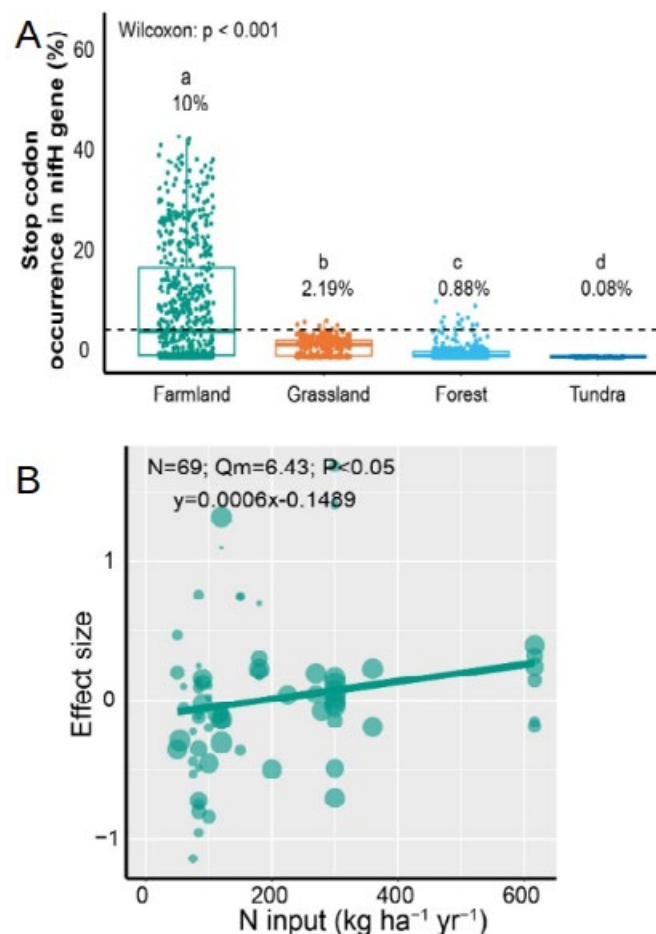 A
Wilcoxon: p < 0.001
Stop codon
occurrence in nifH gene (%)
60
40
20
0
a
10%
b
2.19%
c
0.88%
d
0.08%
Farmland
Grassland
Forest
Tundra
B
N=69; Qm=6.43; P<0.05
y=0.0006x-0.1489
Effect size
1
0
−1
0
200
400
600
N input (kg ha⁻¹ yr⁻¹)